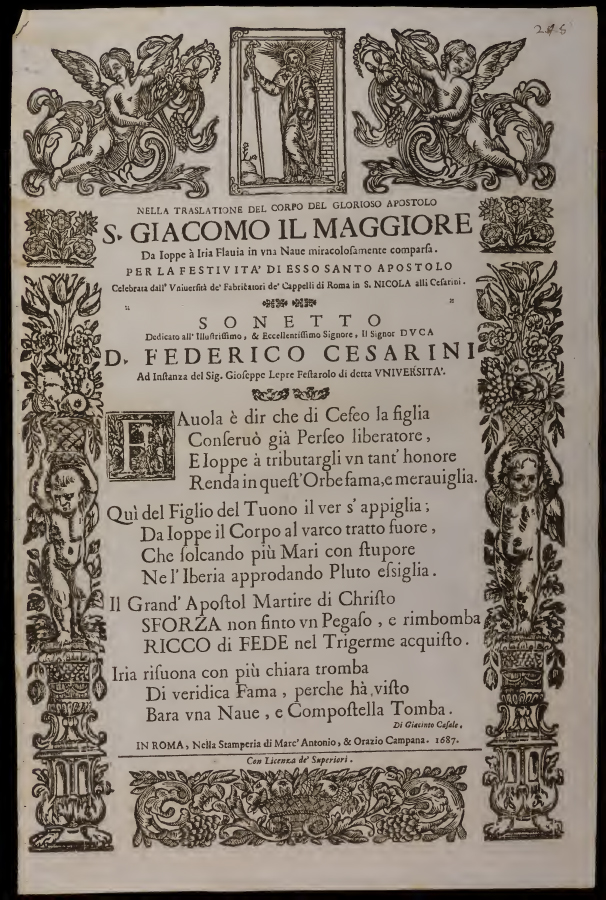 NELLA TRASLATIONE DEL CORPO DEL GLORIOSO APOSTOLO
S. GIACOMO IL MAGGIORE
Da Ioppe à Iria Flauia in vna Naue miracolosamente comparsa.
PER LA FESTIVITA' DI ESSO SANTO APOSTOLO
Celebrata dall' Vniuersità de' Fabricatori de' Cappelli di Roma in S. NICOLA alli Cesarini.
SONETTO
Dedicato all' Illustrissimo, & Eccellentissimo Signore, Il Signor DVCA
D. FEDERICO CESARINI
Ad Instanza del Sig. Gioseppe Lepre Festarolo di detta VNIVERSITA'.
FAuola è dir che di Cefeo la figlia
Conseruò già Perseo liberatore,
E Ioppe à tributargli vn tant' honore
Renda in quest' Orbe fama, e merauiglia.
Quì del Figlio del Tuono il ver s' appiglia;
Da Ioppe il Corpo al varco tratto fuore,
Che solcando più Mari con stupore
Ne l' Iberia approdando Pluto essiglia.
Il Grand' Apostol Martire di Christo
SFORZA non finto vn Pegaso, e rimbomba
RICCO di FEDE nel Trigerme acquisto.
Iria risuona con più chiara tromba
Di veridica Fama, perche hà visto
Bara vna Naue, e Compostella Tomba.
Di Giacinto Casale.
IN ROMA, Nella Stamperia di Marc' Antonio, & Orazio Campana. 1687.
Con Licenza de' Superiori.